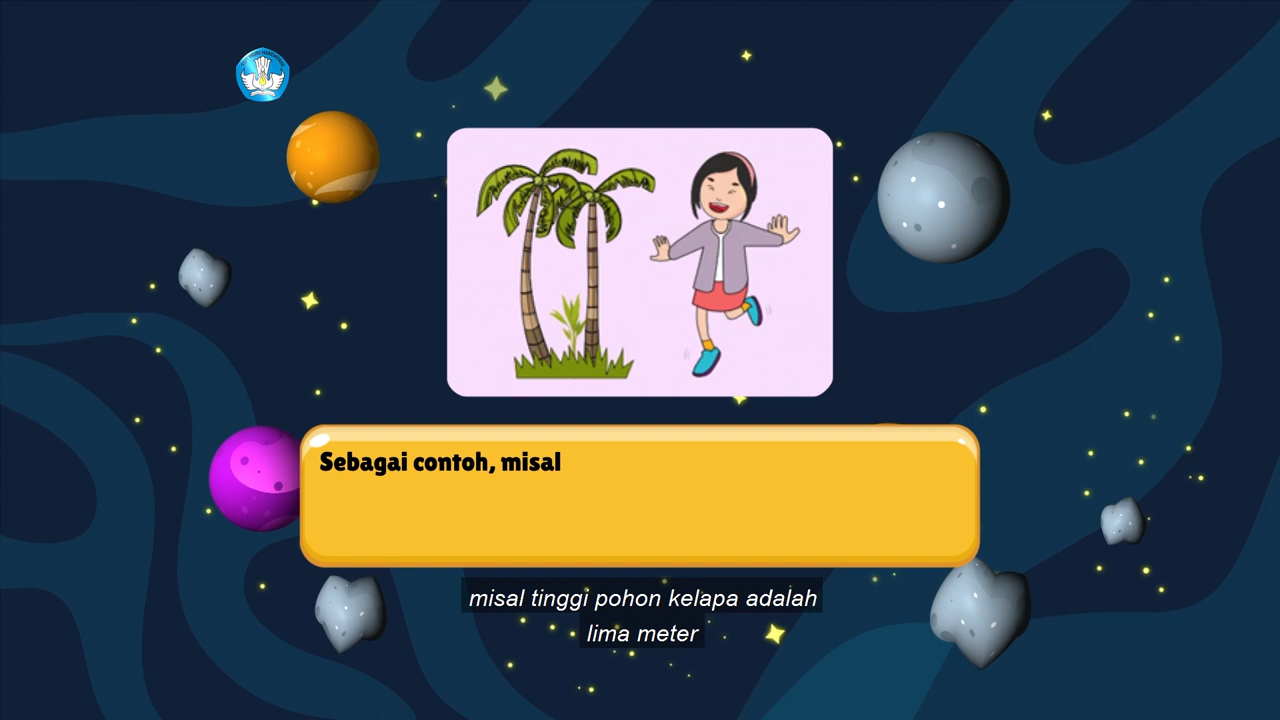 Sebagai contoh, misal
misal tinggi pohon kelapa adalah
lima meter